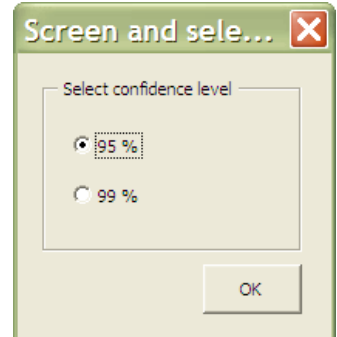 Screen and sele...
Select confidence level
95 %
99 %
OK